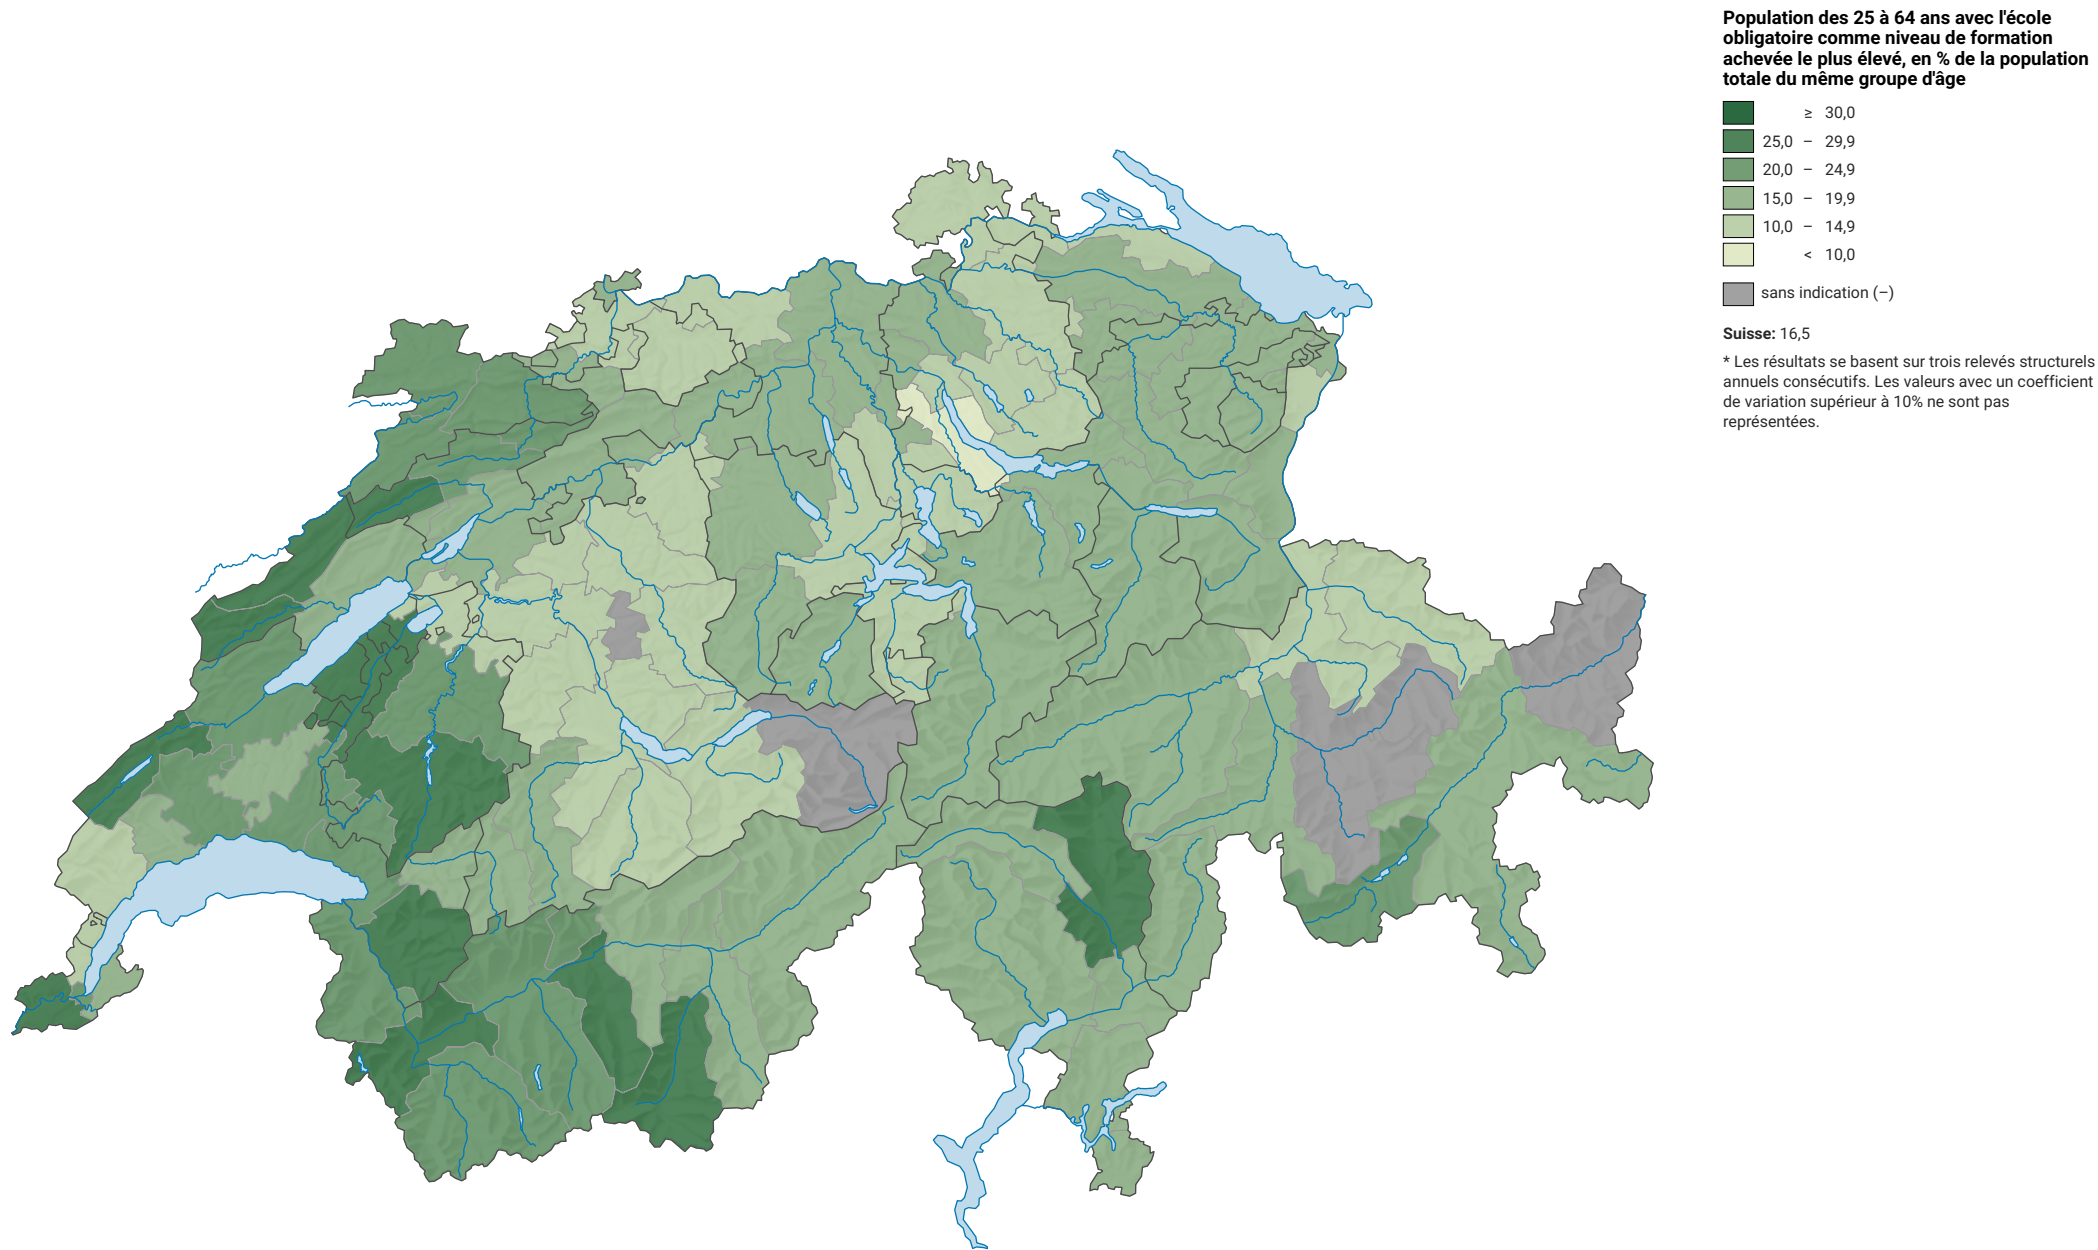 Population des 25 à 64 ans avec l'école
obligatoire comme niveau de formation
achevée le plus élevé, en % de la population
totale du même groupe d'âge
≥ 30,0
25,0 – 29,9
20,0 – 24,9
15,0 – 19,9
10,0 – 14,9
< 10,0
sans indication (–)
Suisse: 16,5
* Les résultats se basent sur trois relevés structurels
annuels consécutifs. Les valeurs avec un coefficient
de variation supérieur à 10% ne sont pas
représentées.